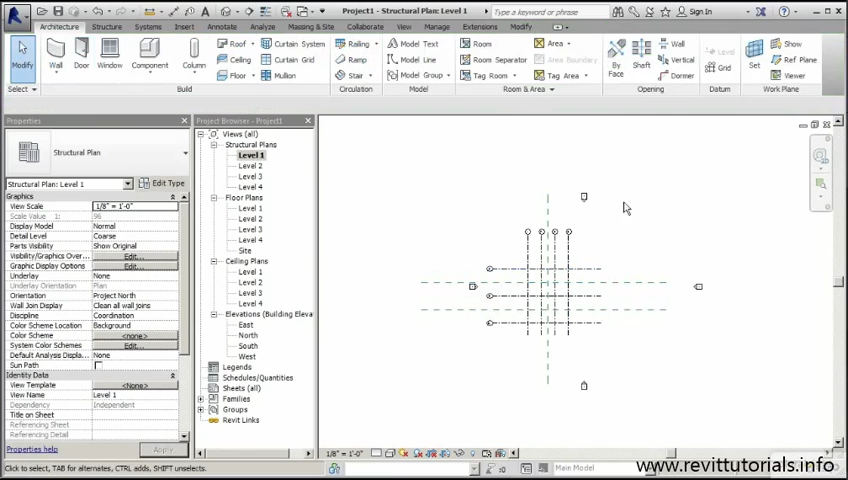 Project1 - Structural Plan: Level 1
Type a keyword or phrase
Sign In
Architecture Structure Systems Insert Annotate Analyze Massing & Site Collaborate View Manage Extensions Modify
Modify Wall Door Window Component Column
Roof Ceiling Floor
Curtain System Curtain Grid Mullion
Railing Ramp Stair
Model Text Model Line Model Group
Room Room Separator Tag Room
Area Tag Area
By Face Shaft
Wall Vertical Dormer
Level Grid
Set Show Ref Plane Viewer
Select Build Circulation Model Room & Area Opening Datum Work Plane
Properties
Structural Plan
Structural Plan: Level 1 Edit Type
Graphics
View Scale 1/8" = 1'-0"
Scale Value 1: 96
Display Model Normal
Detail Level Coarse
Parts Visibility Show Original
Visibility/Graphics Over... Edit...
Graphic Display Options Edit...
Underlay None
Underlay Orientation Plan
Orientation Project North
Wall Join Display Clean all wall joins
Discipline Coordination
Color Scheme Location Background
Color Scheme <none>
System Color Schemes Edit...
Default Analysis Displa... None
Sun Path
Identity Data
View Template <None>
View Name Level 1
Dependency Independent
Title on Sheet
Referencing Sheet
Referencing Detail
Properties help Apply
Project Browser - Project1
Views (all)
Structural Plans
Level 1
Level 2
Level 3
Level 4
Floor Plans
Level 1
Level 2
Level 3
Level 4
Site
Ceiling Plans
Level 1
Level 2
Level 3
Level 4
Elevations (Building Eleva
East
North
South
West
Legends
Schedules/Quantities
Sheets (all)
Families
Groups
Revit Links
1/8" = 1'-0"
Click to select, TAB for alternates, CTRL adds, SHIFT unselects.
:0
Main Model
www.revittutorials.info